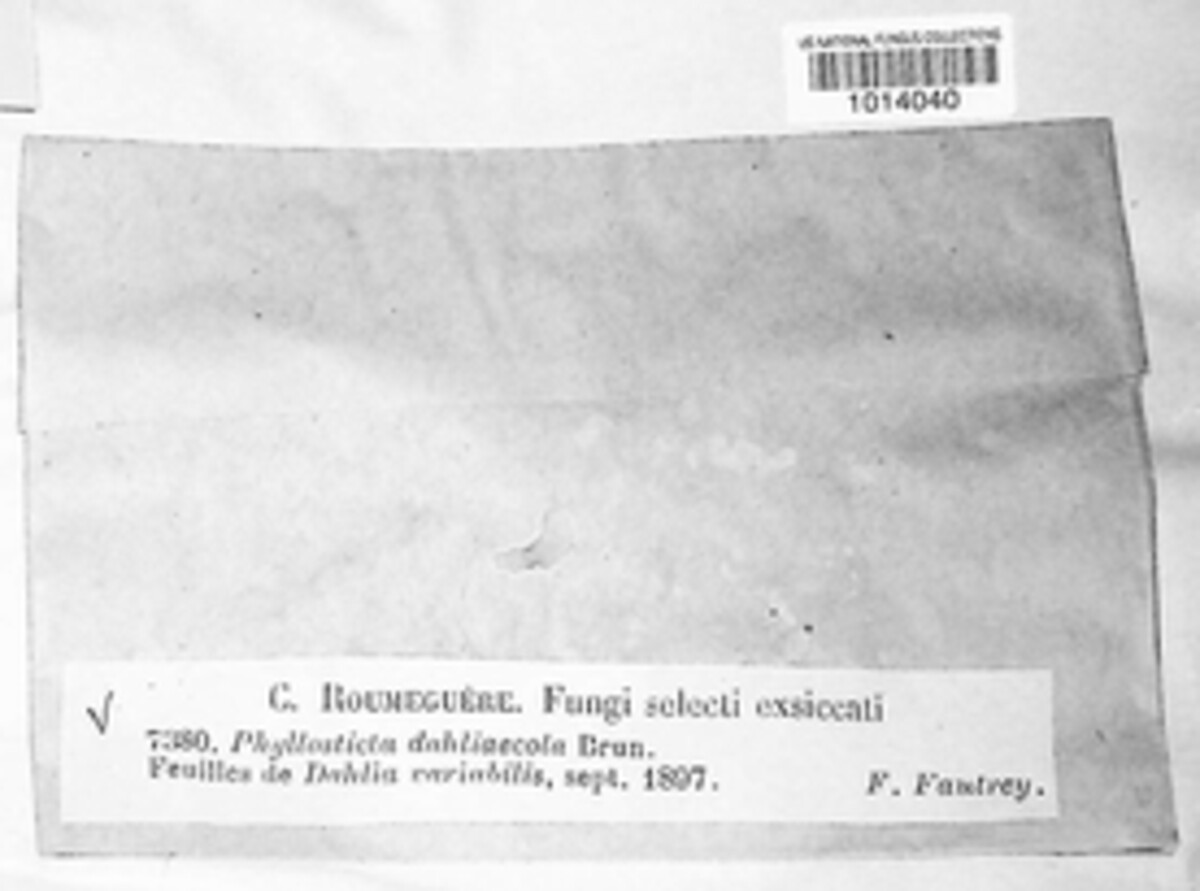 US NATIONAL FUNGUS COLLECTIONS
1014040
C. ROUMEGUÈRE. Fungi selecti exsiccati
7380. Phyllosticta dahliaecola Brun.
Feuilles de Dahlia variabilis, sept. 1897.
F. Fautrey.